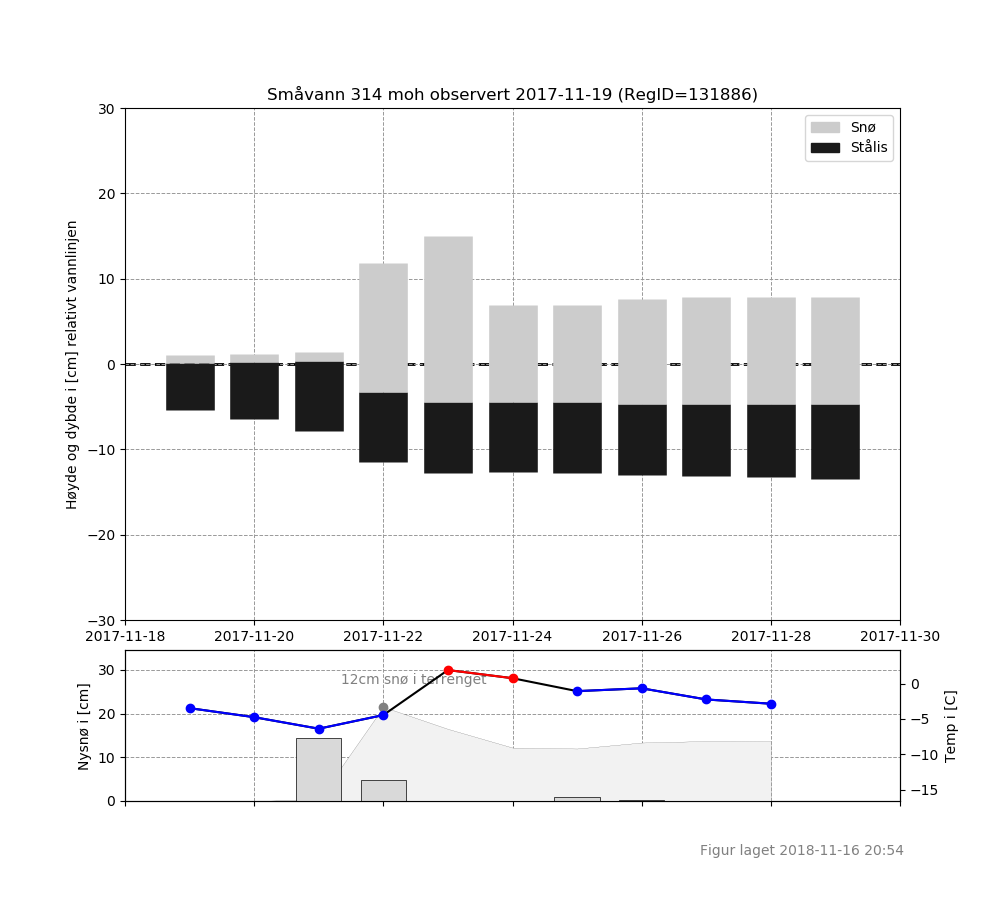 Småvann 314 moh observert 2017-11-19 (RegID=131886)
Snø
Stålis
Høyde og dybde i [cm] relativt vannlinjen
30
20
10
0
−10
−20
−30
2017-11-18 2017-11-20 2017-11-22 2017-11-24 2017-11-26 2017-11-28 2017-11-30
12cm snø i terrenget
Nysnø i [cm]
30
20
10
0
0
−5
−10
−15
Temp i [C]
Figur laget 2018-11-16 20:54